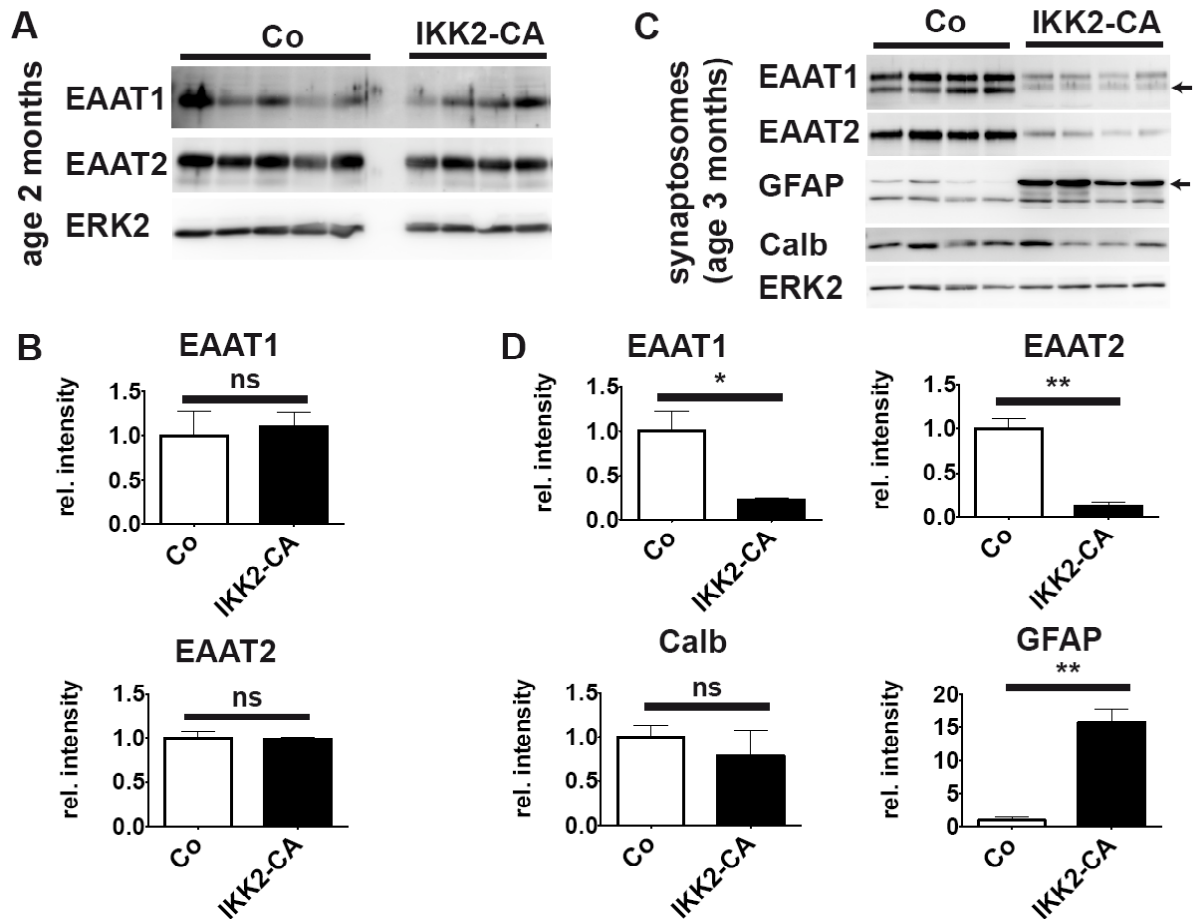 A
Co
IKK2-CA
age 2 months
EAAT1
EAAT2
ERK2
C
Co
IKK2-CA
synaptosomes
(age 3 months)
EAAT1
EAAT2
GFAP
Calb
ERK2
B
EAAT1
ns
rel. intensity
1.5
1.0
0.5
0.0
Co
IKK2-CA
EAAT2
ns
rel. intensity
1.5
1.0
0.5
0.0
Co
IKK2-CA
D
EAAT1
*
rel. intensity
1.5
1.0
0.5
0.0
Co
IKK2-CA
EAAT2
**
rel. intensity
1.5
1.0
0.5
0.0
Co
IKK2-CA
Calb
ns
rel. intensity
1.5
1.0
0.5
0.0
Co
IKK2-CA
GFAP
**
rel. intensity
20
15
10
5
0
Co
IKK2-CA